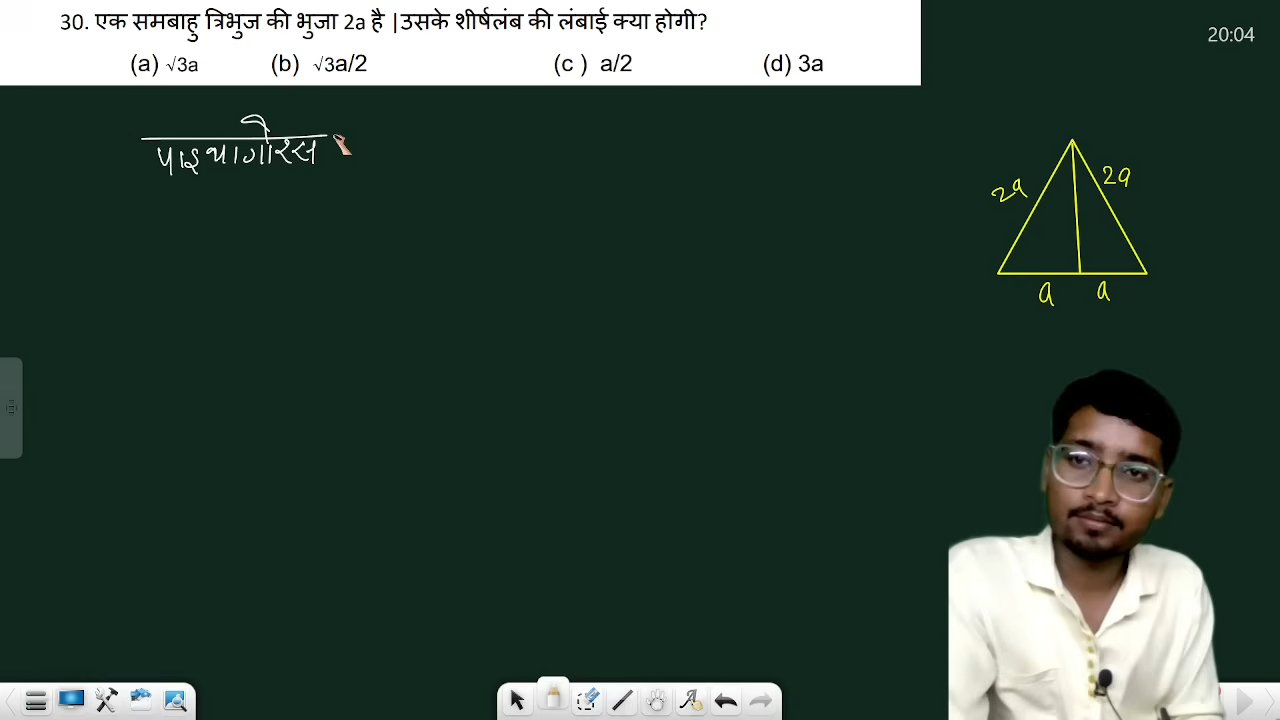 30. एक समबाहु त्रिभुज की भुजा 2a है |उसके शीर्षलंब की लंबाई क्या होगी?
20:04
(a) √3a (b) √3a/2 (c ) a/2 (d) 3a
पाइथागोरस
2a 2a
a a